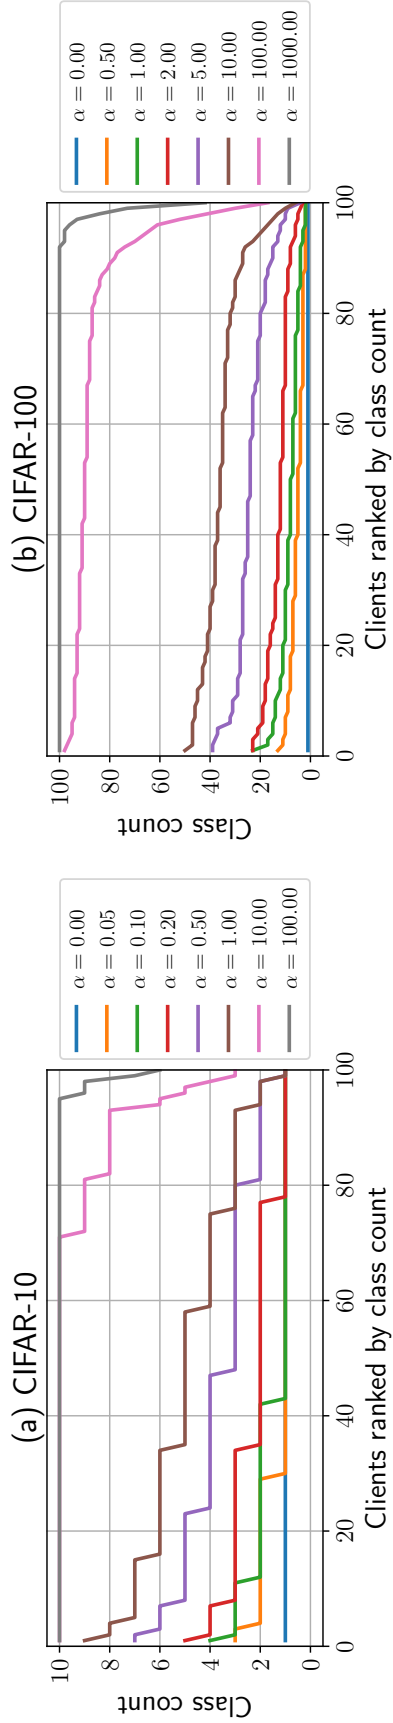 (a) CIFAR-10
Class count
10
8
6
4
2
0
0 20 40 60 80 100
Clients ranked by class count
α = 0.00
α = 0.05
α = 0.10
α = 0.20
α = 0.50
α = 1.00
α = 10.00
α = 100.00
(b) CIFAR-100
Class count
100
80
60
40
20
0
0 20 40 60 80 100
Clients ranked by class count
α = 0.00
α = 0.50
α = 1.00
α = 2.00
α = 5.00
α = 10.00
α = 100.00
α = 1000.00